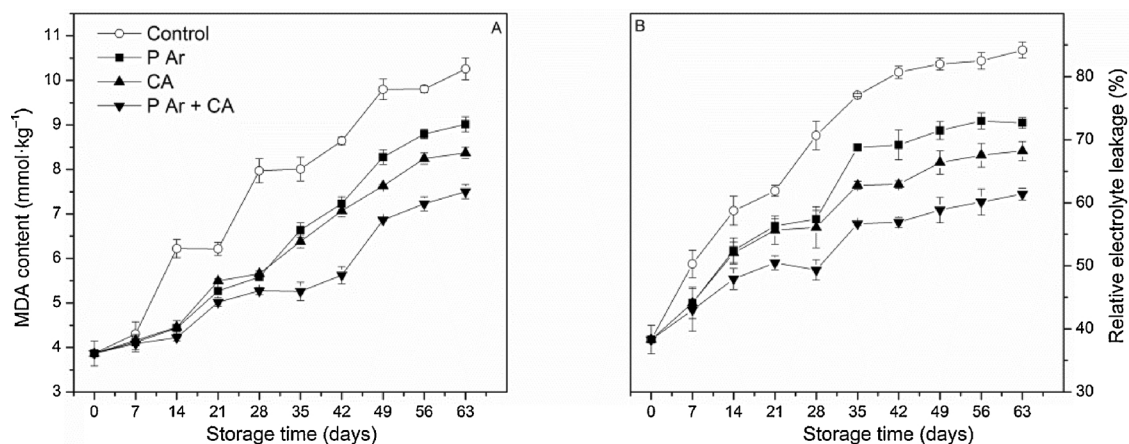 A
Control
P Ar
CA
P Ar + CA
11
10
9
8
7
6
5
4
3
MDA content (mmol·kg⁻¹)
0 7 14 21 28 35 42 49 56 63
Storage time (days)
B
80
70
60
50
40
30
Relative electrolyte leakage (%)
0 7 14 21 28 35 42 49 56 63
Storage time (days)